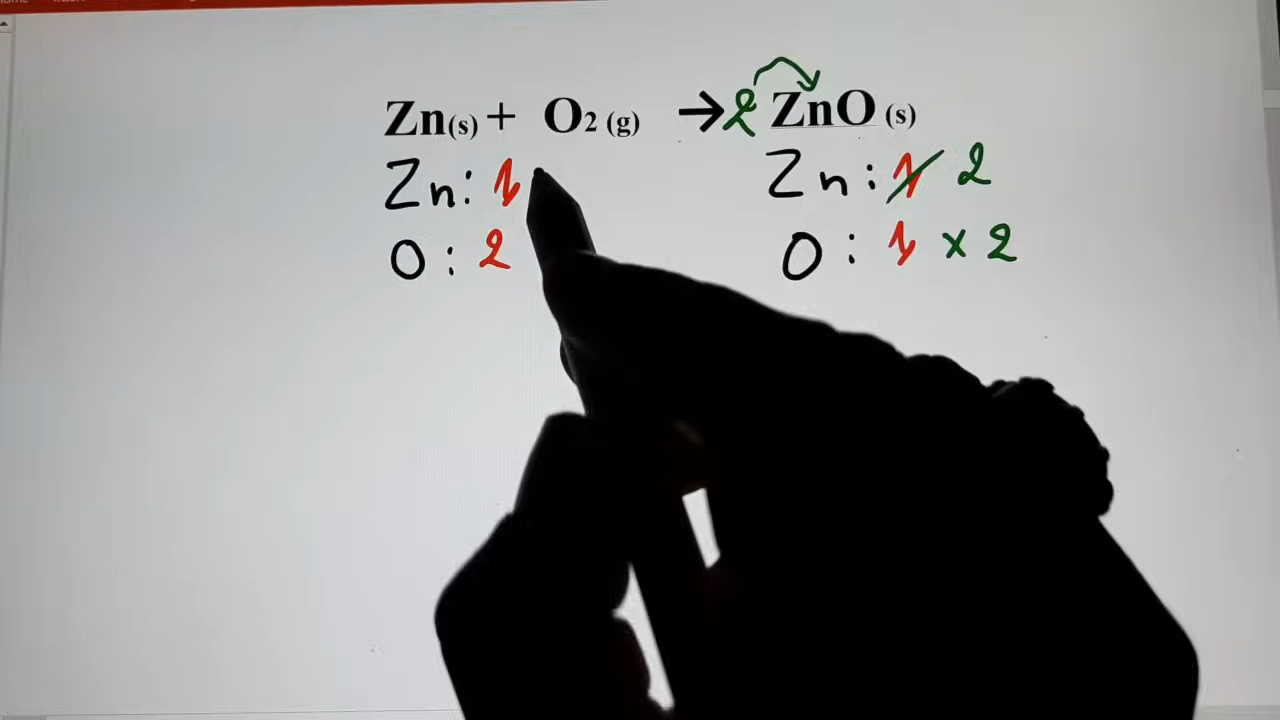 Zn(s) + O2 (g) → 2 ZnO (s)
Zn: 1 Zn: 1 2
O: 2 O: 1 x 2